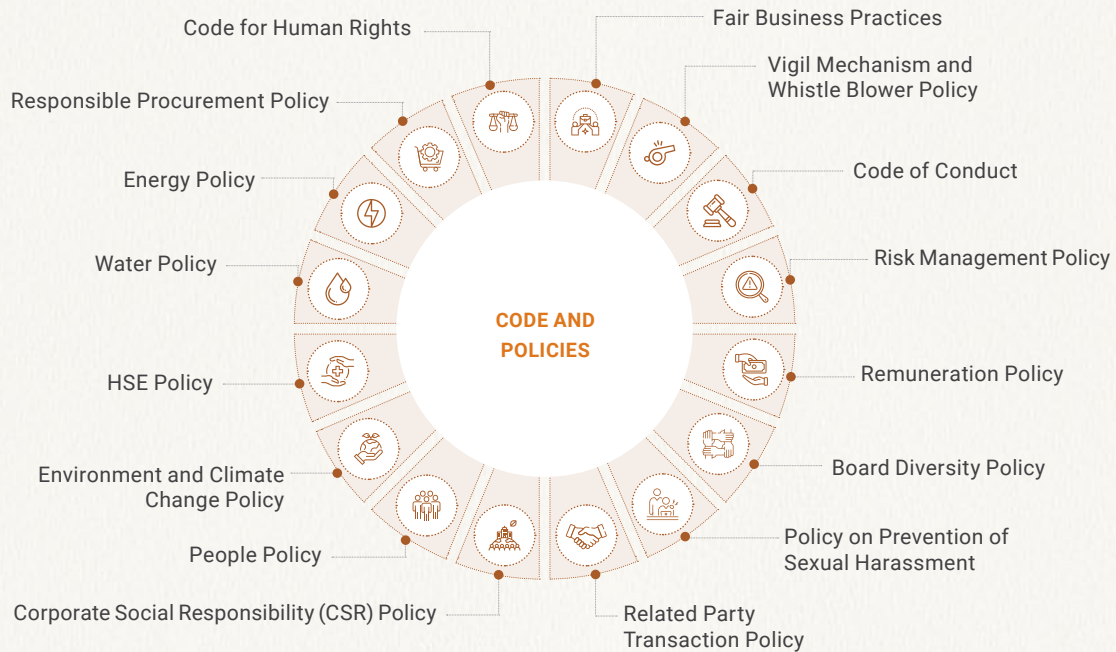 Code for Human Rights
Responsible Procurement Policy
Energy Policy
Water Policy
HSE Policy
Environment and Climate
Change Policy
People Policy
Corporate Social Responsibility (CSR) Policy
CODE AND
POLICIES
Fair Business Practices
Vigil Mechanism and
Whistle Blower Policy
Code of Conduct
Risk Management Policy
Remuneration Policy
Board Diversity Policy
Policy on Prevention of
Sexual Harassment
Related Party
Transaction Policy